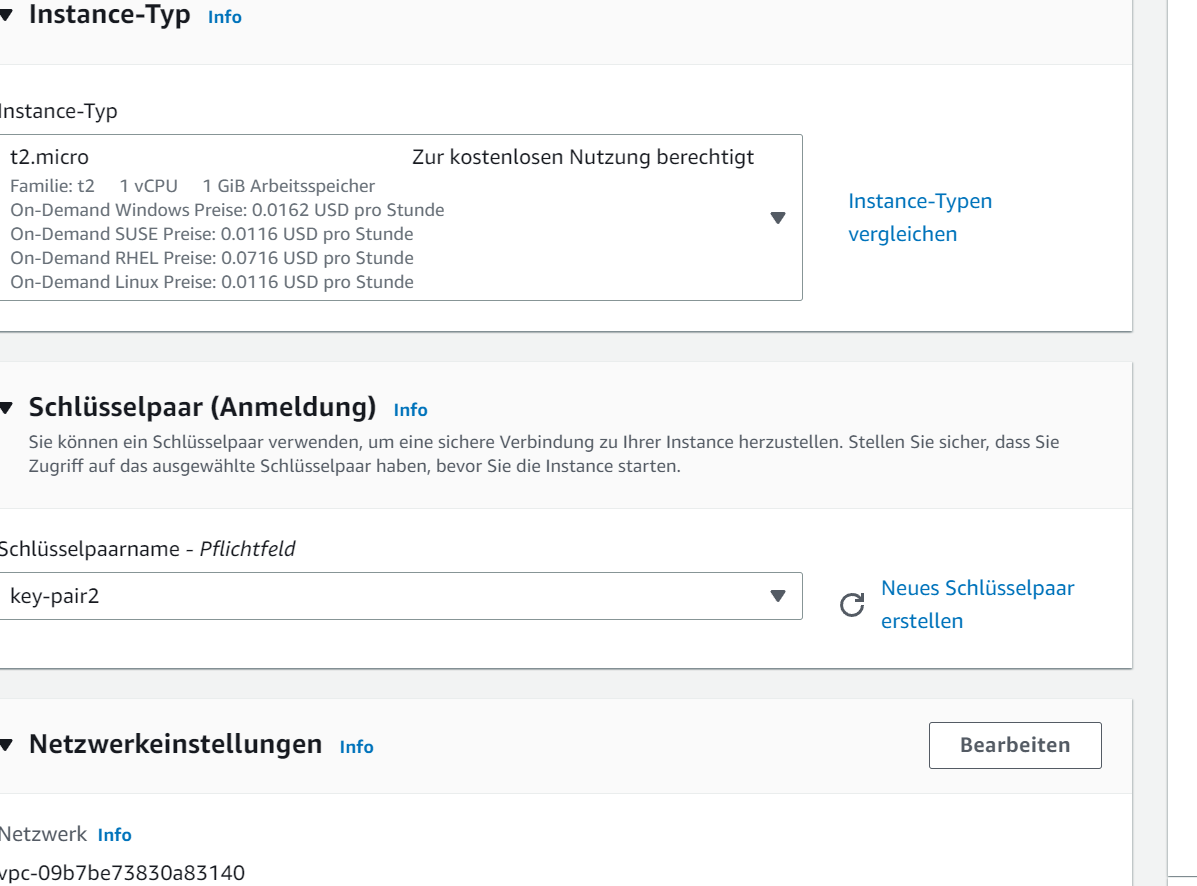 Instance-Typ Info
Instance-Typ
t2.micro Zur kostenlosen Nutzung berechtigt
Familie: t2 1 vCPU 1 GiB Arbeitsspeicher
On-Demand Windows Preise: 0.0162 USD pro Stunde
On-Demand SUSE Preise: 0.0116 USD pro Stunde
On-Demand RHEL Preise: 0.0716 USD pro Stunde
On-Demand Linux Preise: 0.0116 USD pro Stunde
Instance-Typen
vergleichen
Schlüsselpaar (Anmeldung) Info
Sie können ein Schlüsselpaar verwenden, um eine sichere Verbindung zu Ihrer Instance herzustellen. Stellen Sie sicher, dass Sie
Zugriff auf das ausgewählte Schlüsselpaar haben, bevor Sie die Instance starten.
Schlüsselpaarname - Pflichtfeld
key-pair2
Neues Schlüsselpaar
erstellen
Netzwerkeinstellungen Info
Bearbeiten
Netzwerk Info
vpc-09b7be73830a83140